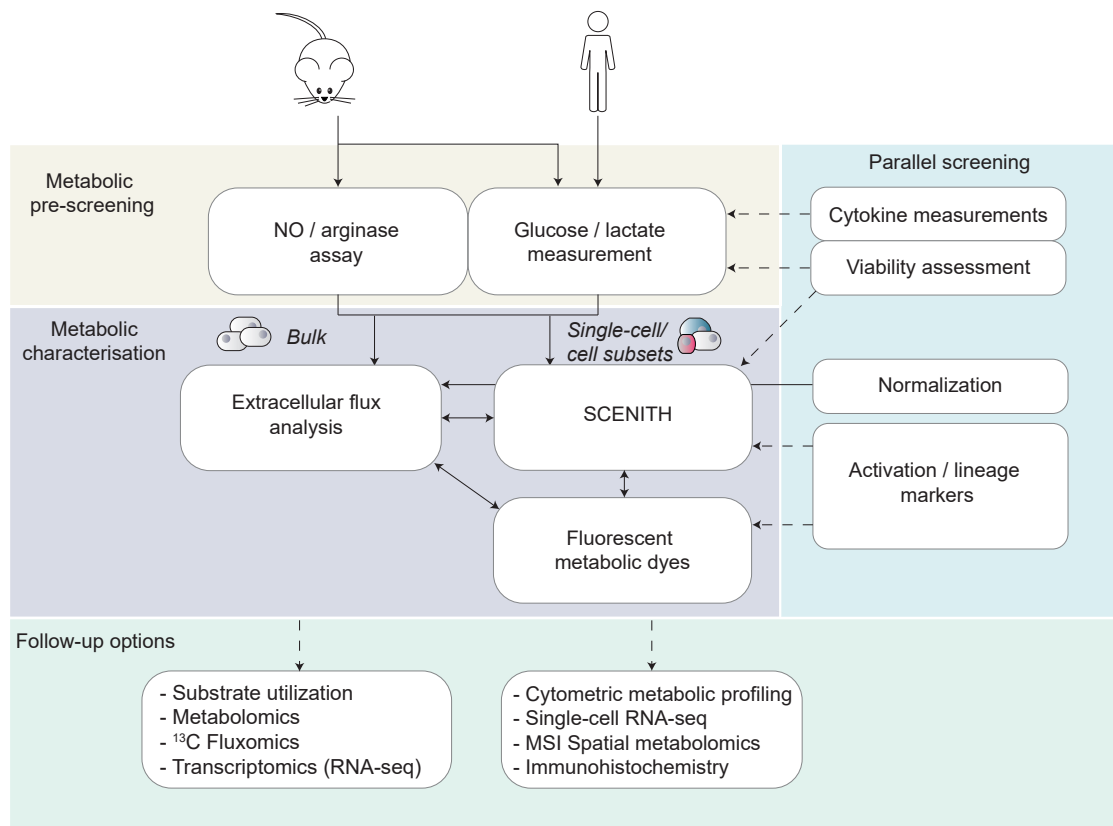 Metabolic
pre-screening
NO / arginase
assay
Glucose / lactate
measurement
Parallel screening
Cytokine measurements
Viability assessment
Metabolic
characterisation
Bulk
Single-cell/
cell subsets
Extracellular flux
analysis
SCENITH
Normalization
Activation / lineage
markers
Fluorescent
metabolic dyes
Follow-up options
- Substrate utilization
- Metabolomics
- ¹³C Fluxomics
- Transcriptomics (RNA-seq)
- Cytometric metabolic profiling
- Single-cell RNA-seq
- MSI Spatial metabolomics
- Immunohistochemistry